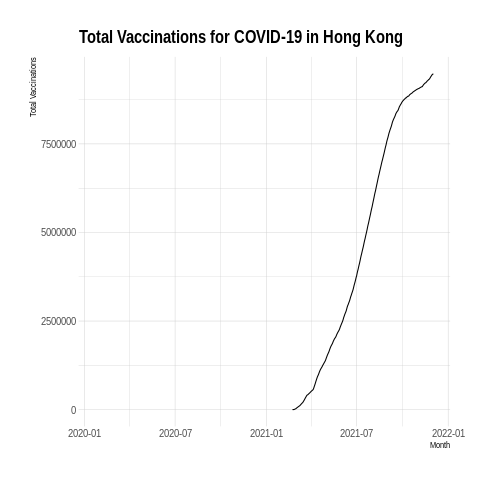 Total Vaccinations for COVID-19 in Hong Kong
Total Vaccinations
7500000
5000000
2500000
0
2020-01 2020-07 2021-01 2021-07 2022-01
Month